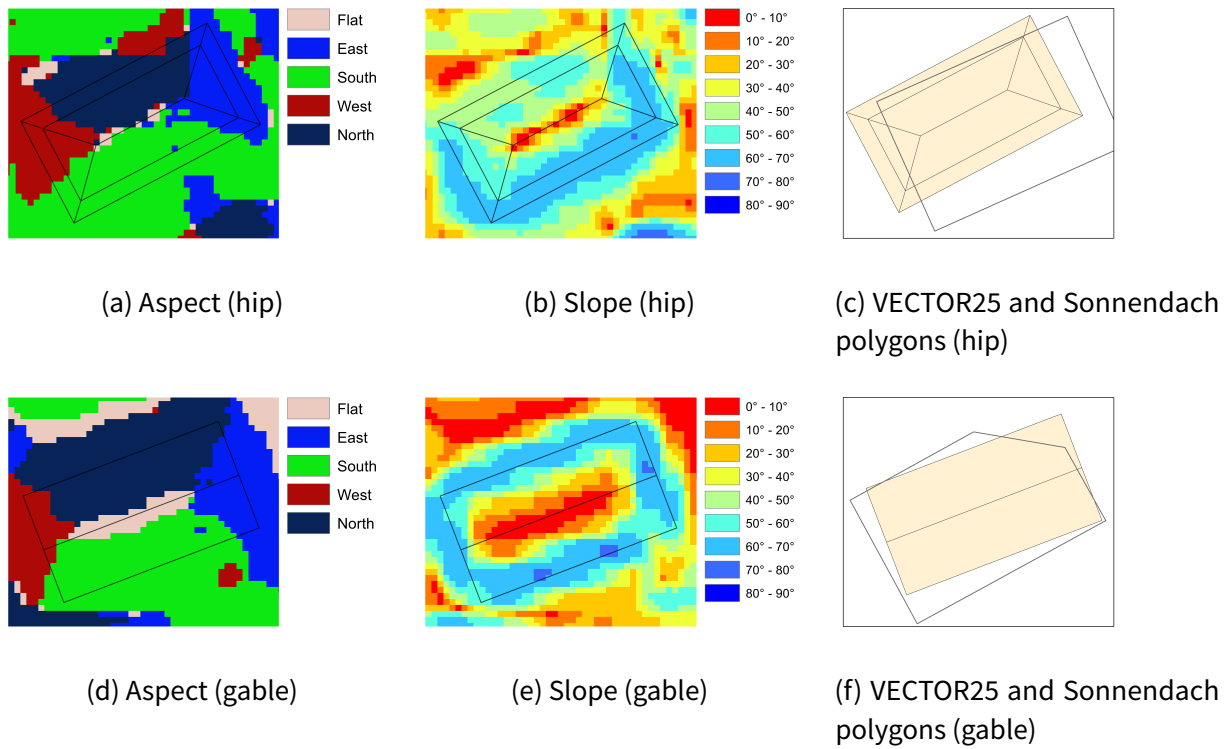 Flat
East
South
West
North
0° - 10°
10° - 20°
20° - 30°
30° - 40°
40° - 50°
50° - 60°
60° - 70°
70° - 80°
80° - 90°
(a) Aspect (hip)
(b) Slope (hip)
(c) VECTOR25 and Sonnendach
polygons (hip)
Flat
East
South
West
North
0° - 10°
10° - 20°
20° - 30°
30° - 40°
40° - 50°
50° - 60°
60° - 70°
70° - 80°
80° - 90°
(d) Aspect (gable)
(e) Slope (gable)
(f) VECTOR25 and Sonnendach
polygons (gable)